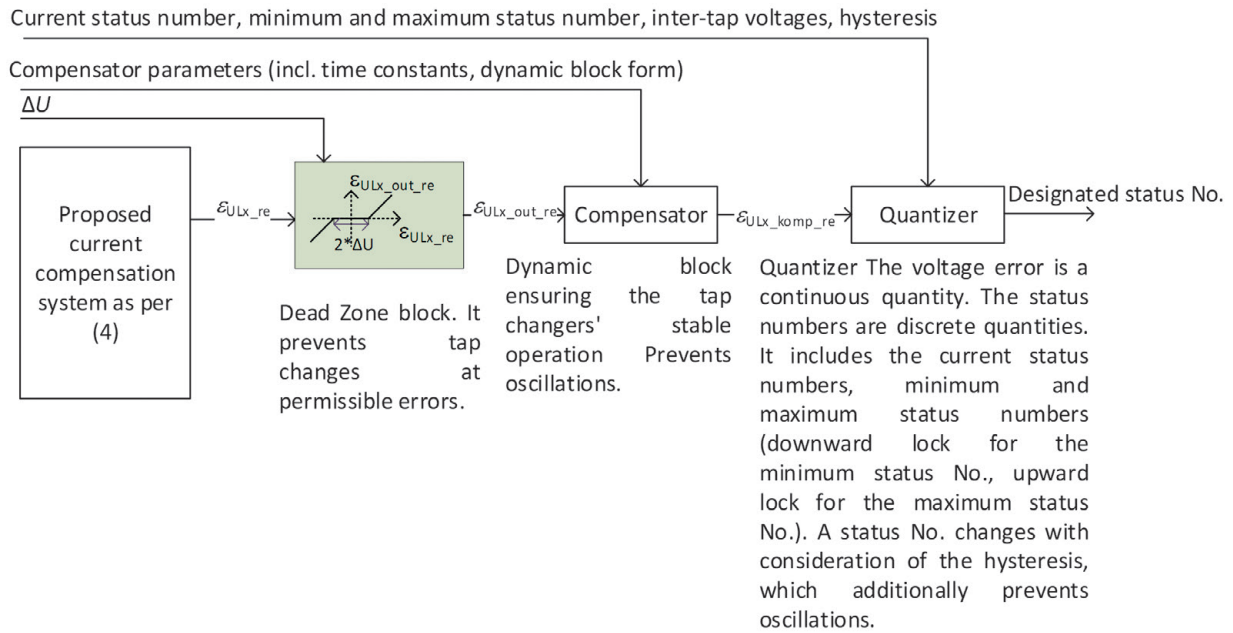 Current status number, minimum and maximum status number, inter-tap voltages, hysteresis
Compensator parameters (incl. time constants, dynamic block form)
ΔU
Proposed
current
compensation
system as per
(4)
εULx_re
εULx_out_re
εULx_re
2*ΔU
εULx_out_re
Compensator
εULx_komp_re
Quantizer
Designated status No.
Dead Zone block. It
prevents tap
changes at
permissible errors.
Dynamic block
ensuring the tap
changers' stable
operation Prevents
oscillations.
Quantizer The voltage error is a
continuous quantity. The status
numbers are discrete quantities.
It includes the current status
numbers, minimum and
maximum status numbers
(downward lock for the
minimum status No., upward
lock for the maximum status
No.). A status No. changes with
consideration of the hysteresis,
which additionally prevents
oscillations.